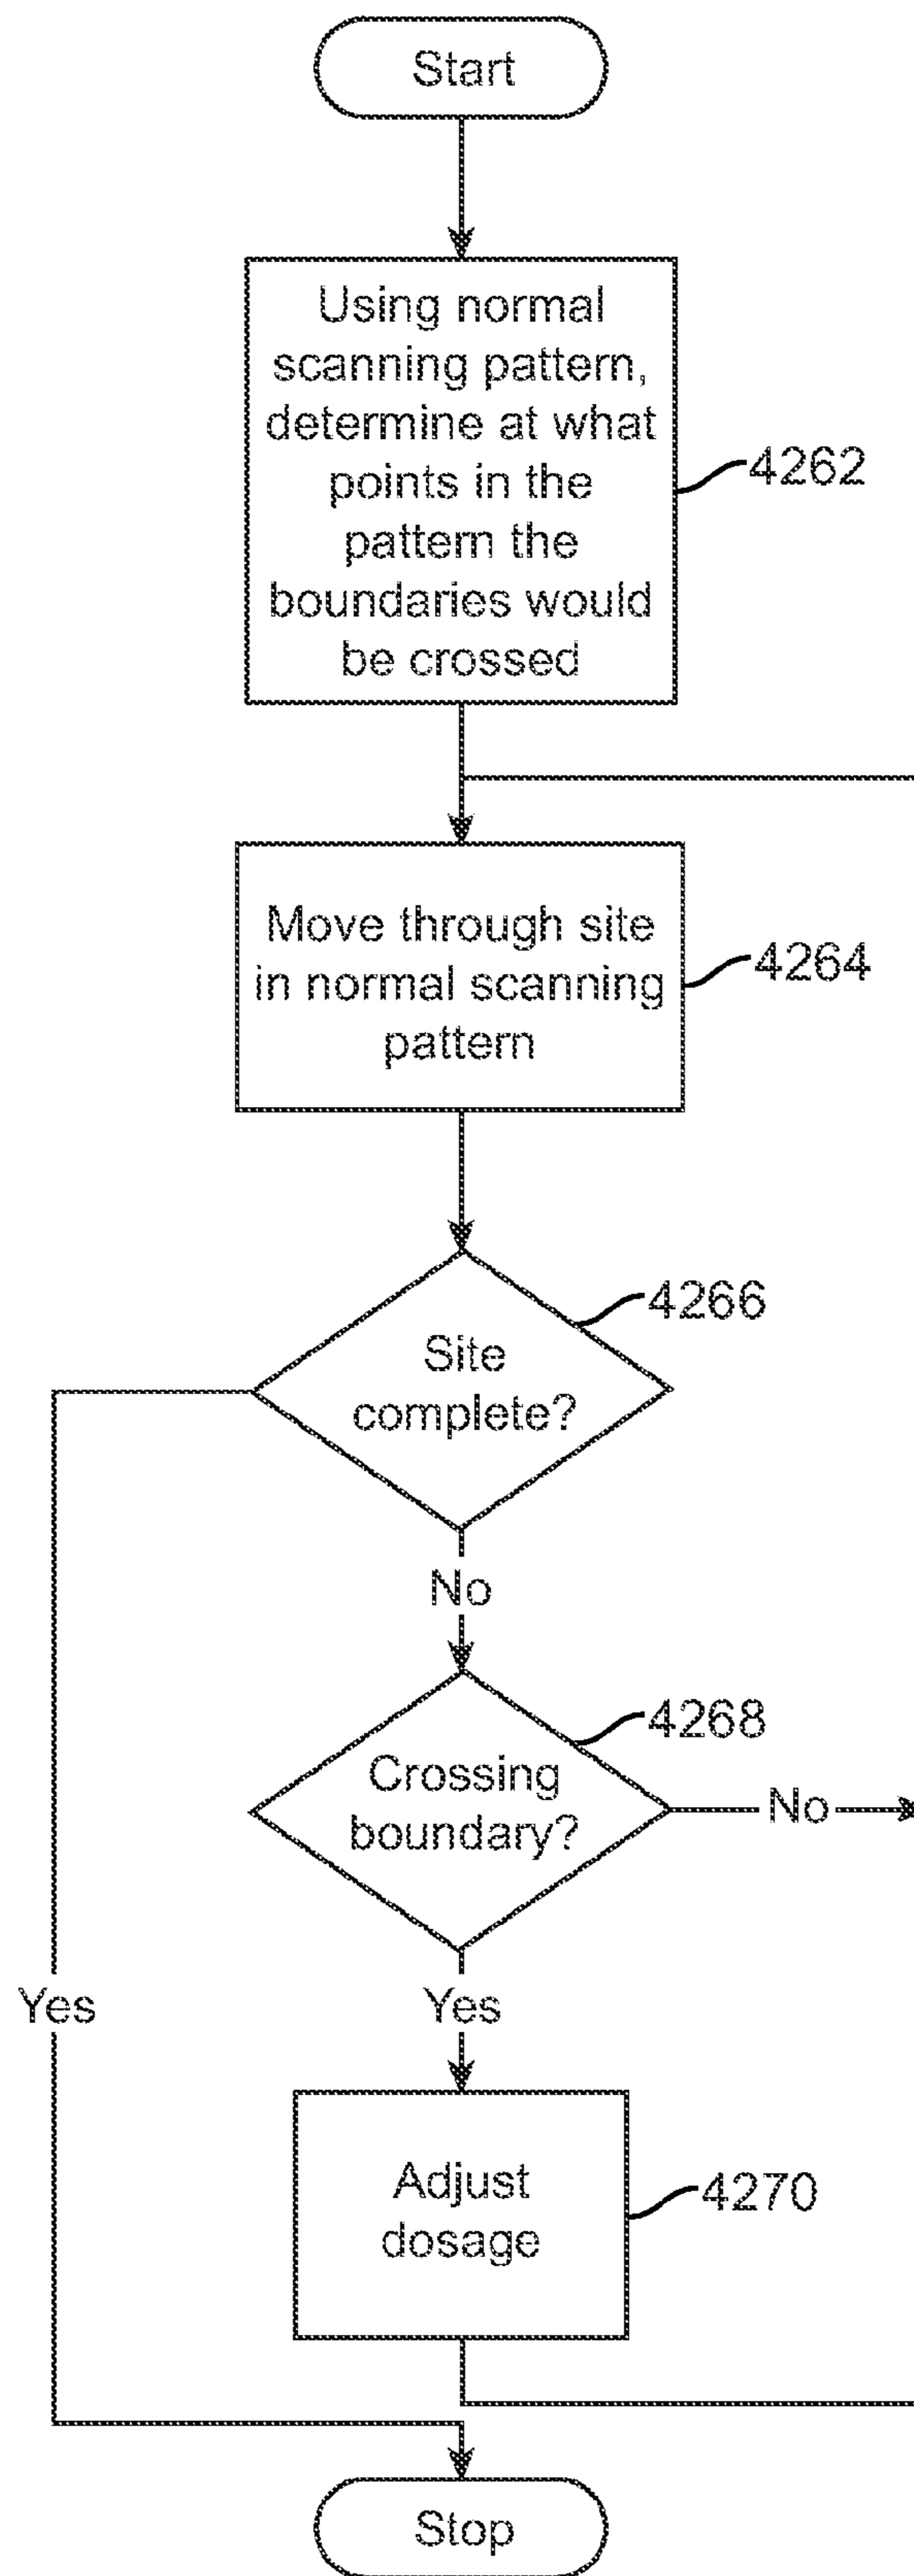 Start
Using normal
scanning pattern,
determine at what
points in the
pattern the
boundaries would
be crossed
4262
Move through site
in normal scanning
pattern
4264
Site
complete?
4266
No
Crossing
boundary?
4268
No
Yes
Yes
Adjust
dosage
4270
Stop